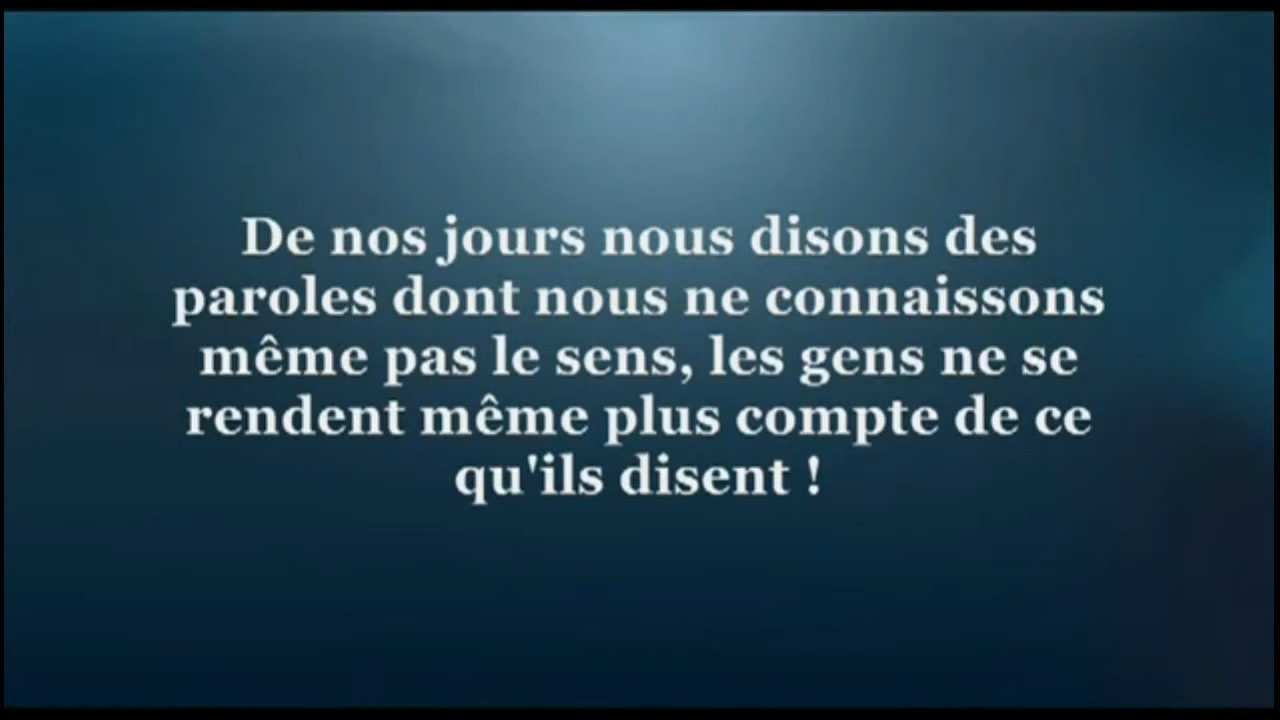 De nos jours nous disons des
paroles dont nous ne connaissons
même pas le sens, les gens ne se
rendent même plus compte de ce
qu'ils disent !